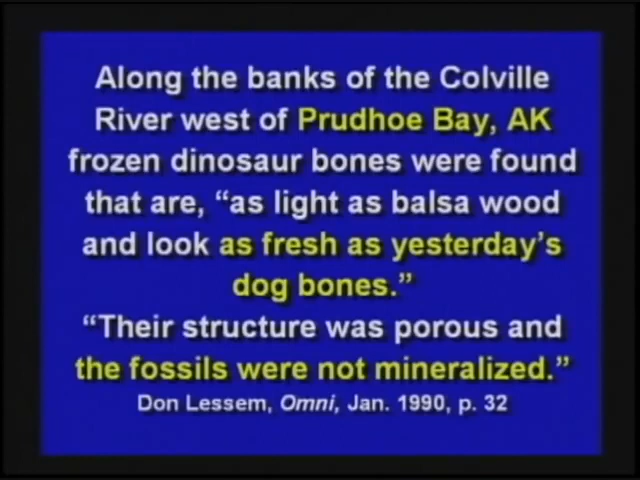 Along the banks of the Colville
River west of Prudhoe Bay, AK
frozen dinosaur bones were found
that are, “as light as balsa wood
and look as fresh as yesterday’s
dog bones.”
“Their structure was porous and
the fossils were not mineralized.”
Don Lessem, Omni, Jan. 1990, p. 32